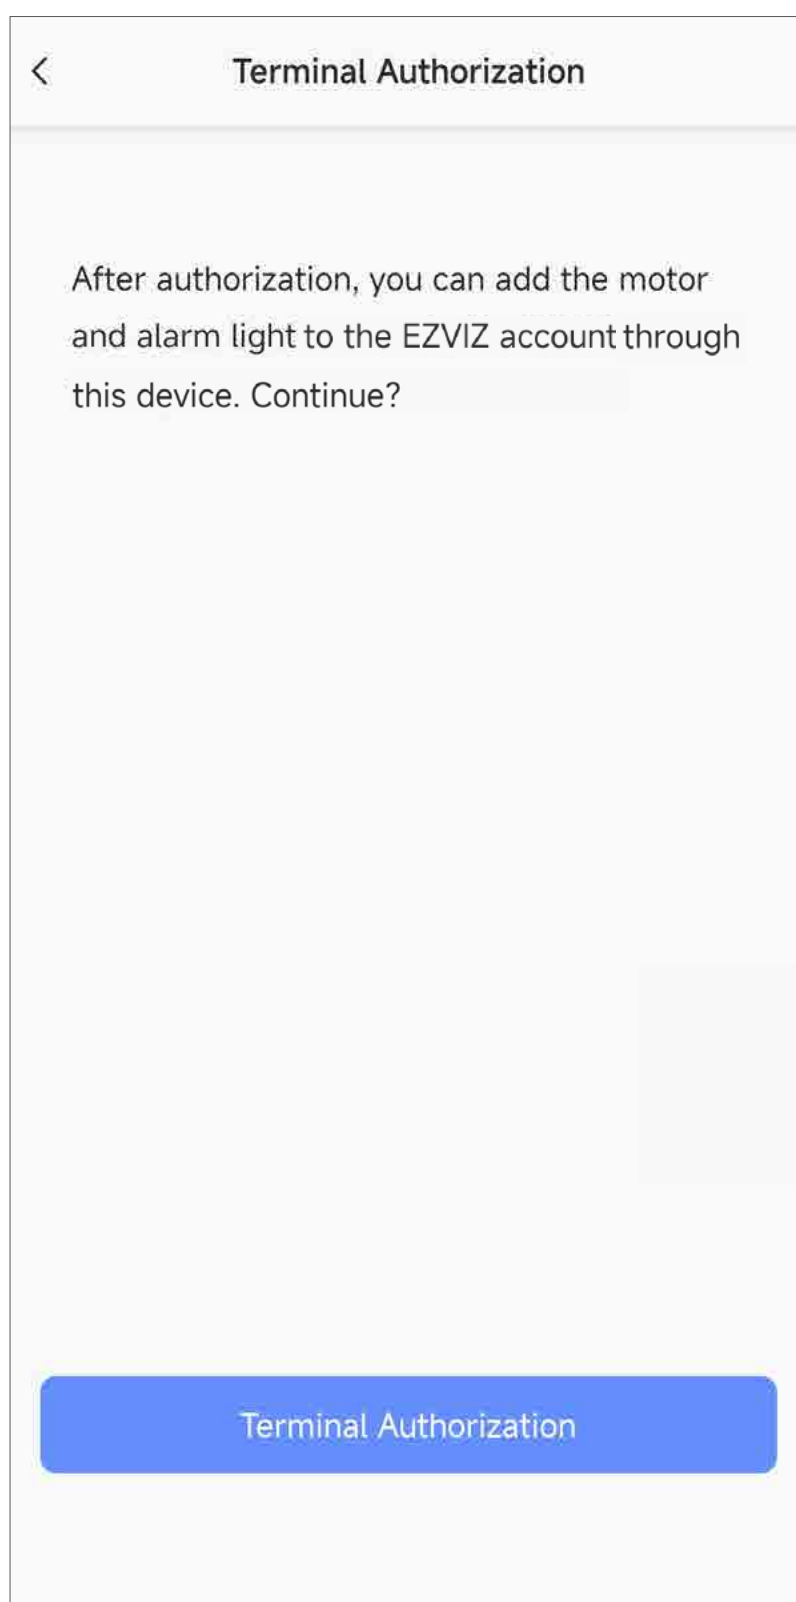 Terminal Authorization
After authorization, you can add the motor
and alarm light to the EZVIZ account through
this device. Continue?
Terminal Authorization